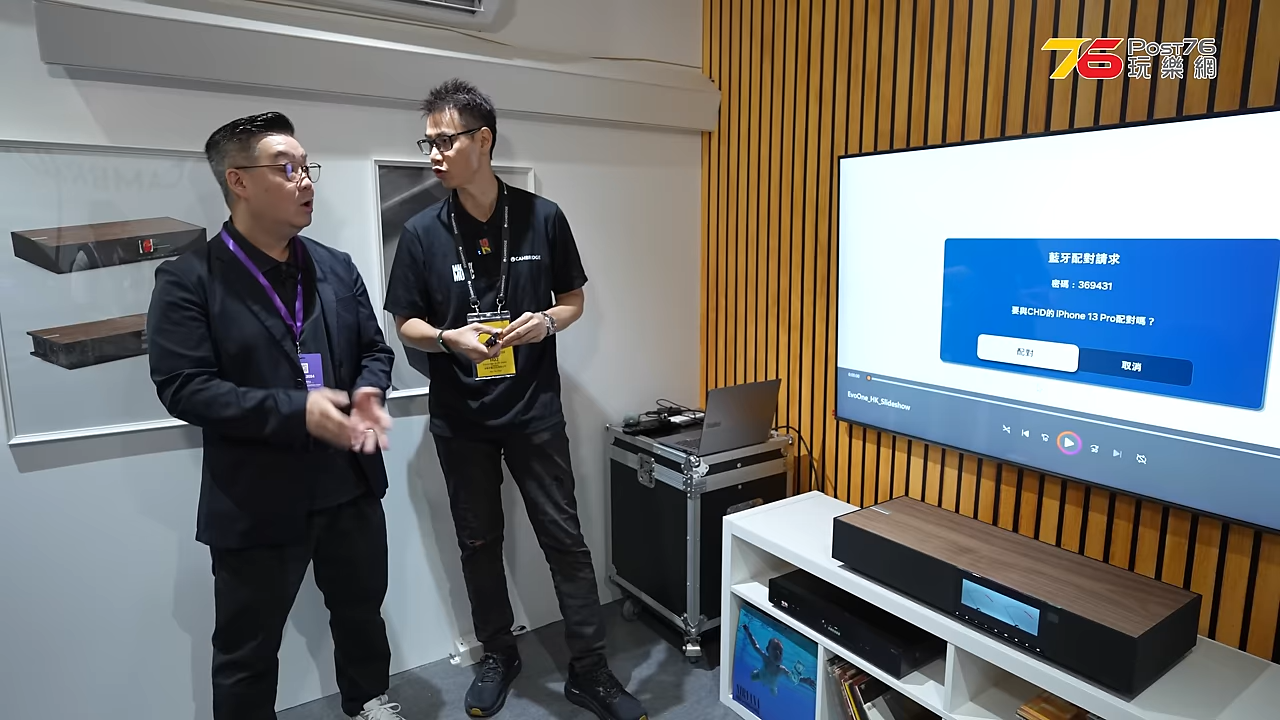 76 Post76
玩樂網
藍牙配對請求
密碼：369431
要與CHD的 iPhone 13 Pro配對嗎？
配對
取消
EvoOne_HK_Slideshow
CAMBRIDGE
NIRVANA